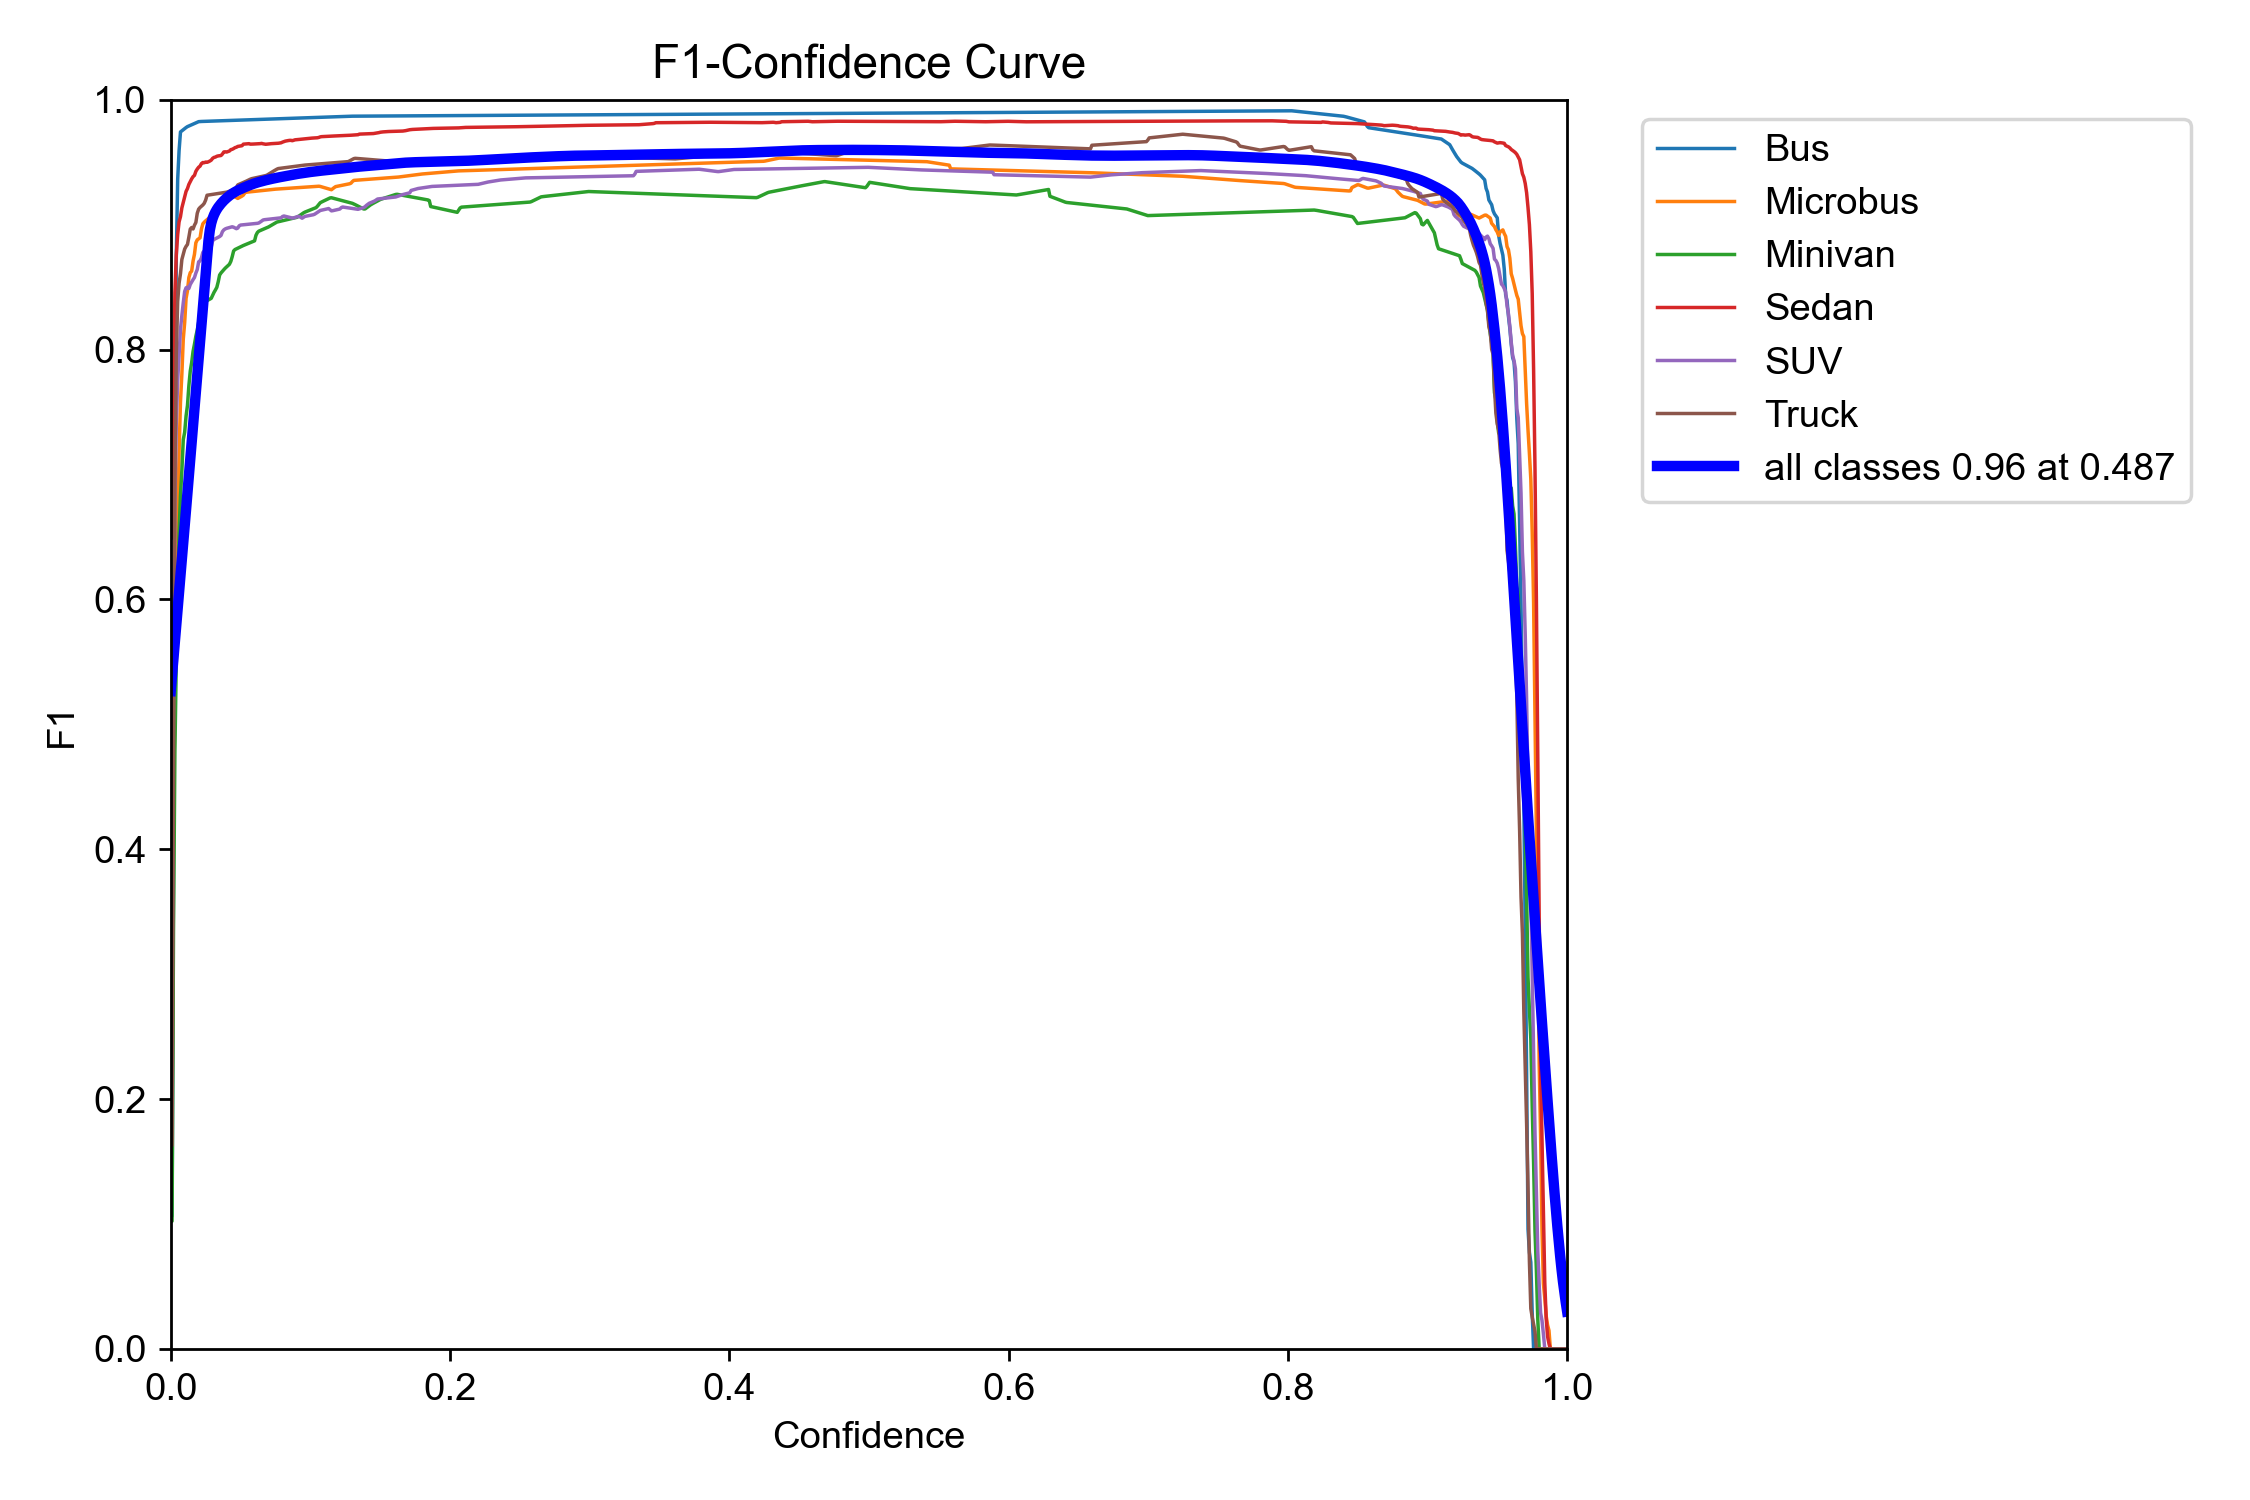 F1-Confidence Curve
1.0
0.8
0.6
0.4
0.2
0.0
F1
0.0 0.2 0.4 0.6 0.8 1.0
Confidence
Bus
Microbus
Minivan
Sedan
SUV
Truck
all classes 0.96 at 0.487